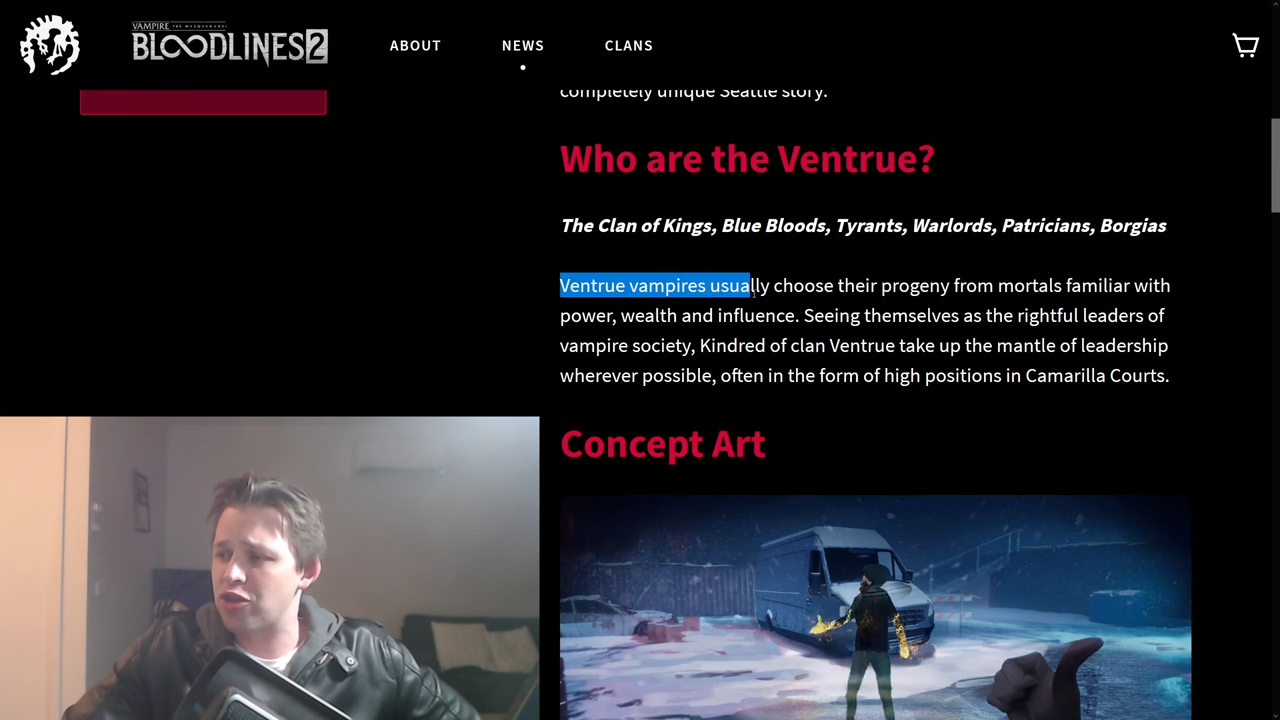 VAMPIRE THE MASQUERADE
BLOODLINES 2
ABOUT
NEWS
CLANS
completely unique Seattle story.
Who are the Ventrue?
The Clan of Kings, Blue Bloods, Tyrants, Warlords, Patricians, Borgias
Ventrue vampires usually choose their progeny from mortals familiar with
power, wealth and influence. Seeing themselves as the rightful leaders of
vampire society, Kindred of clan Ventrue take up the mantle of leadership
wherever possible, often in the form of high positions in Camarilla Courts.
Concept Art